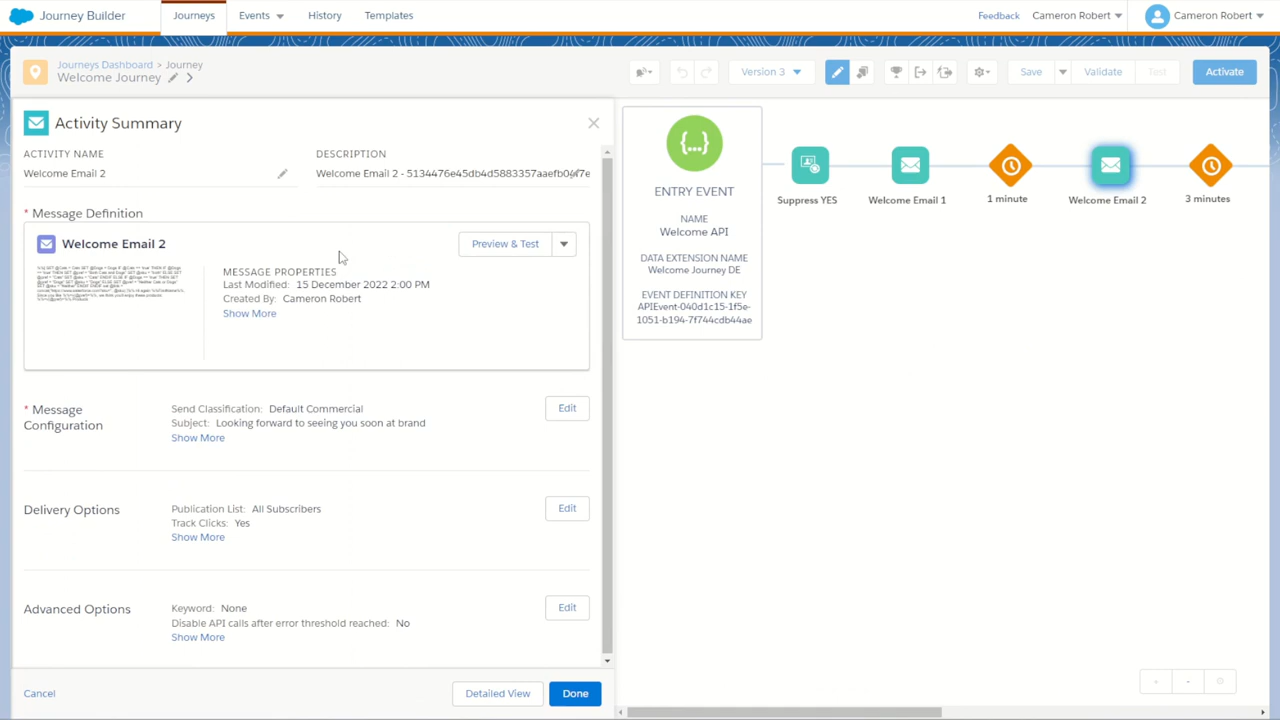 Journey Builder
Journeys
Events
History
Templates
Feedback
Cameron Robert
Cameron Robert
Journeys Dashboard > Journey
Welcome Journey
Version 3
Save
Validate
Test
Activate
Activity Summary
ACTIVITY NAME
DESCRIPTION
Welcome Email 2
* Message Definition
Welcome Email 2
Preview & Test
MESSAGE PROPERTIES
Last Modified: 15 December 2022 2:00 PM
Created By: Cameron Robert
Show More
* Message
Configuration
Send Classification: Default Commercial
Subject: Looking forward to seeing you soon at brand
Show More
Edit
Delivery Options
Publication List: All Subscribers
Track Clicks: Yes
Show More
Edit
Advanced Options
Keyword: None
Disable API calls after error threshold reached: No
Show More
Edit
Cancel
Detailed View
Done
{...}
ENTRY EVENT
NAME
Welcome API
DATA EXTENSION NAME
Welcome Journey DE
EVENT DEFINITION KEY
APIEvent-040d1c15-1f5e-
1051-b194-7f744cdb44ae
Suppress YES
Welcome Email 1
1 minute
Welcome Email 2
3 minutes